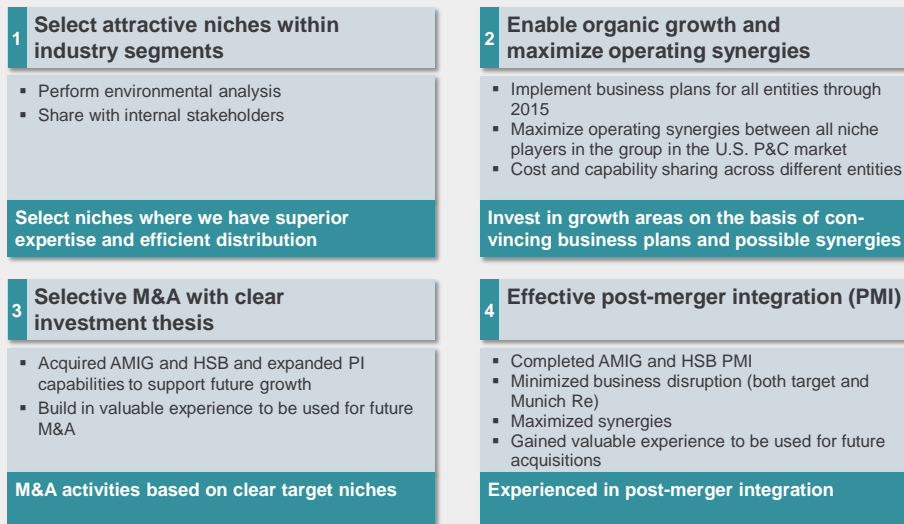 1
Select attractive niches within
industry segments
▪ Perform environmental analysis
▪ Share with internal stakeholders
Select niches where we have superior
expertise and efficient distribution
2
Enable organic growth and
maximize operating synergies
▪ Implement business plans for all entities through
2015
▪ Maximize operating synergies between all niche
players in the group in the U.S. P&C market
▪ Cost and capability sharing across different entities
Invest in growth areas on the basis of con-
vincing business plans and possible synergies
3
Selective M&A with clear
investment thesis
▪ Acquired AMIG and HSB and expanded PI
capabilities to support future growth
▪ Build in valuable experience to be used for future
M&A
M&A activities based on clear target niches
4
Effective post-merger integration (PMI)
▪ Completed AMIG and HSB PMI
▪ Minimized business disruption (both target and
Munich Re)
▪ Maximized synergies
▪ Gained valuable experience to be used for future
acquisitions
Experienced in post-merger integration